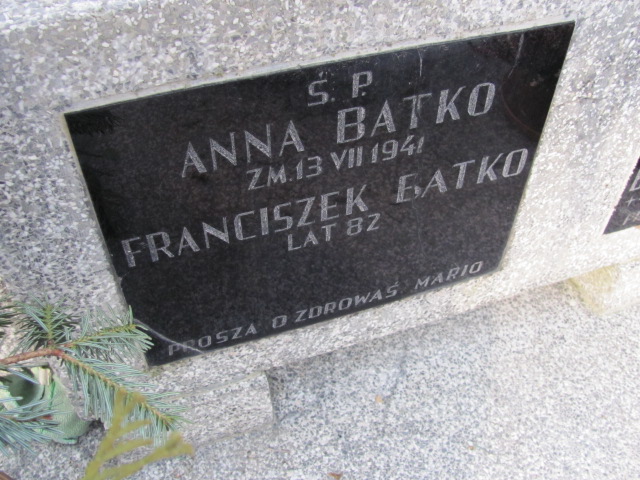 Ś. P.
ANNA BATKO
ZM. 13 VII 1941
FRANCISZEK BATKO
LAT 82
PROSZĄ O ZDROWAŚ MARIO